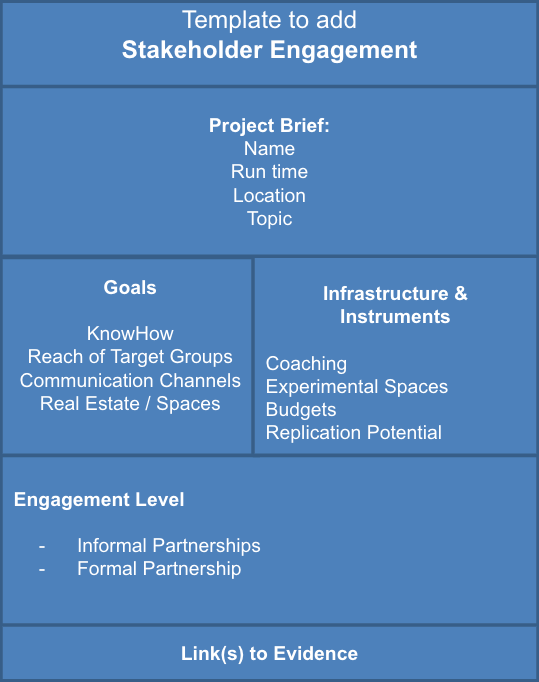 Template to add
Stakeholder Engagement
Project Brief:
Name
Run time
Location
Topic
Goals
KnowHow
Reach of Target Groups
Communication Channels
Real Estate / Spaces
Infrastructure &
Instruments
Coaching
Experimental Spaces
Budgets
Replication Potential
Engagement Level
- Informal Partnerships
- Formal Partnership
Link(s) to Evidence